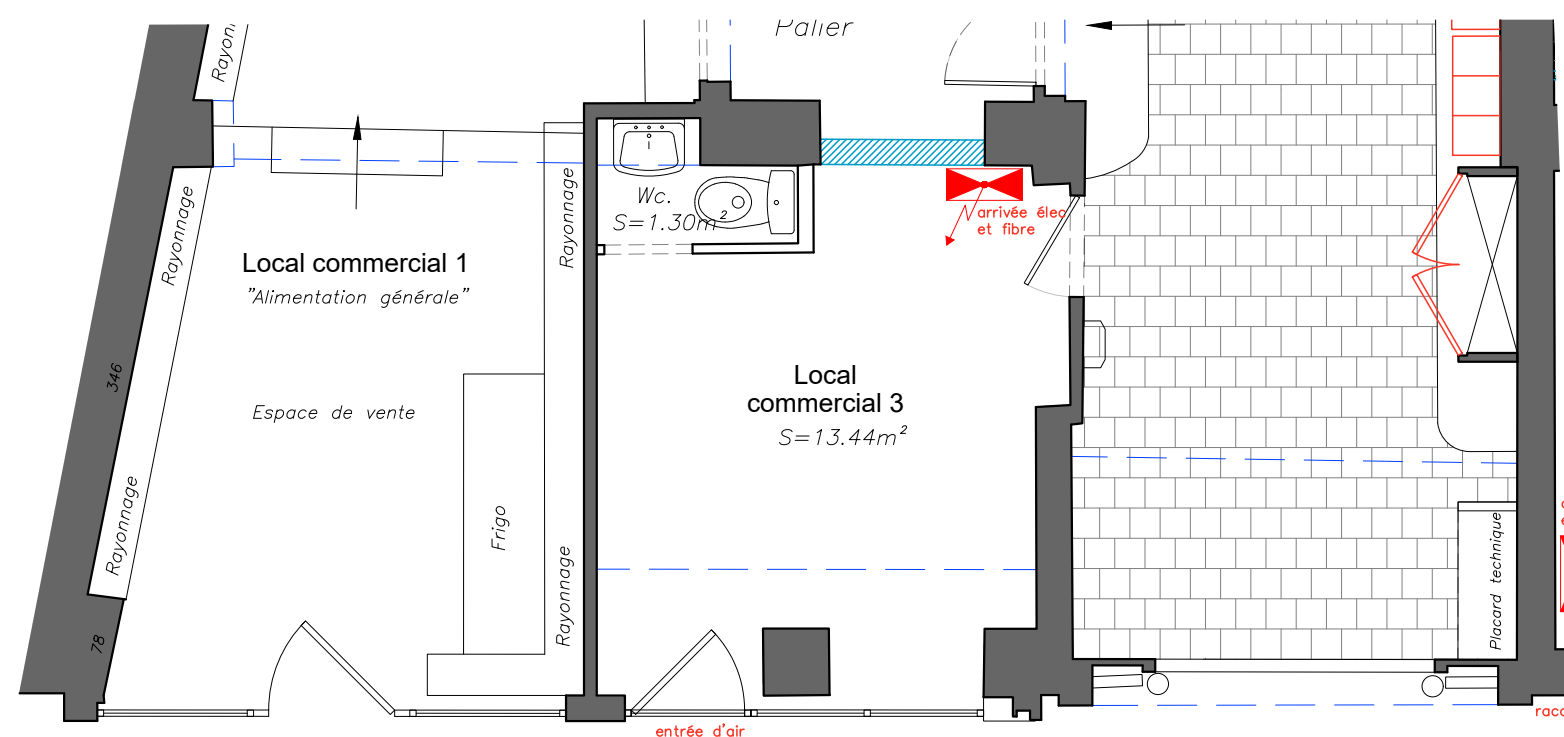 Palier
Rayonnage
Wc.
S=1.30m²
arrivée élec
et fibre
Rayonnage
Local commercial 1
"Alimentation générale"
346
Espace de vente
Local
commercial 3
S=13.44m²
Rayonnage
Frigo
Rayonnage
Placard technique
78
entrée d'air